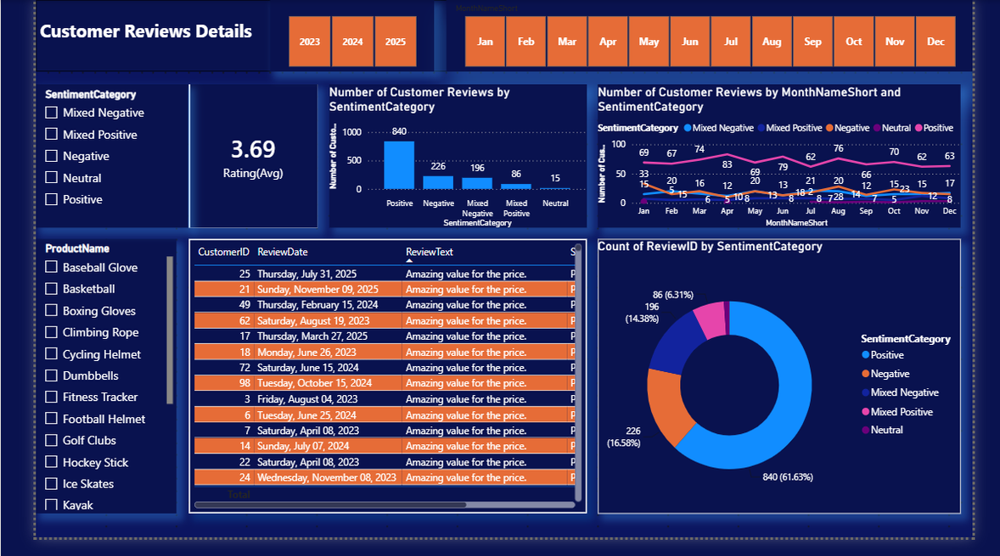 MonthNameShort
Customer Reviews Details
2023 2024 2025
Jan Feb Mar Apr May Jun Jul Aug Sep Oct Nov Dec
SentimentCategory
Mixed Negative
Mixed Positive
Negative
Neutral
Positive
3.69
Rating(Avg)
Number of Customer Reviews by
SentimentCategory
Number of Custo...
1000
500
0
840
226
196
86
15
Positive
Negative
Mixed
Negative
Mixed
Positive
Neutral
SentimentCategory
Number of Customer Reviews by MonthNameShort and
SentimentCategory
SentimentCategory Mixed Negative Mixed Positive Negative Neutral Positive
Number of Cus...
100
50
0
69 67 74 83 69 79 62 76 66 70 62 63
33 20 16 12 20 13 21 20 12 15 15 17
15 5 15 6 5 10 8 13 8 18 2 8 7 28 14 7 5 23 12 8
Jan Feb Mar Apr May Jun Jul Aug Sep Oct Nov Dec
MonthNameShort
ProductName
Baseball Glove
Basketball
Boxing Gloves
Climbing Rope
Cycling Helmet
Dumbbells
Fitness Tracker
Football Helmet
Golf Clubs
Hockey Stick
Ice Skates
Kayak
CustomerID ReviewDate ReviewText S
25 Thursday, July 31, 2025 Amazing value for the price. P
21 Sunday, November 09, 2025 Amazing value for the price. P
49 Thursday, February 15, 2024 Amazing value for the price. P
62 Saturday, August 19, 2023 Amazing value for the price. P
17 Thursday, March 27, 2025 Amazing value for the price. P
18 Monday, June 26, 2023 Amazing value for the price. P
72 Saturday, June 15, 2024 Amazing value for the price. P
98 Tuesday, October 15, 2024 Amazing value for the price. P
3 Friday, August 04, 2023 Amazing value for the price. P
6 Tuesday, June 25, 2024 Amazing value for the price. P
7 Saturday, April 08, 2023 Amazing value for the price. P
14 Sunday, July 07, 2024 Amazing value for the price. P
22 Saturday, April 08, 2023 Amazing value for the price. P
24 Wednesday, November 08, 2023 Amazing value for the price. P
Total
Count of ReviewID by SentimentCategory
86 (6.31%)
196
(14.38%)
226
(16.58%)
840 (61.63%)
SentimentCategory
Positive
Negative
Mixed Negative
Mixed Positive
Neutral